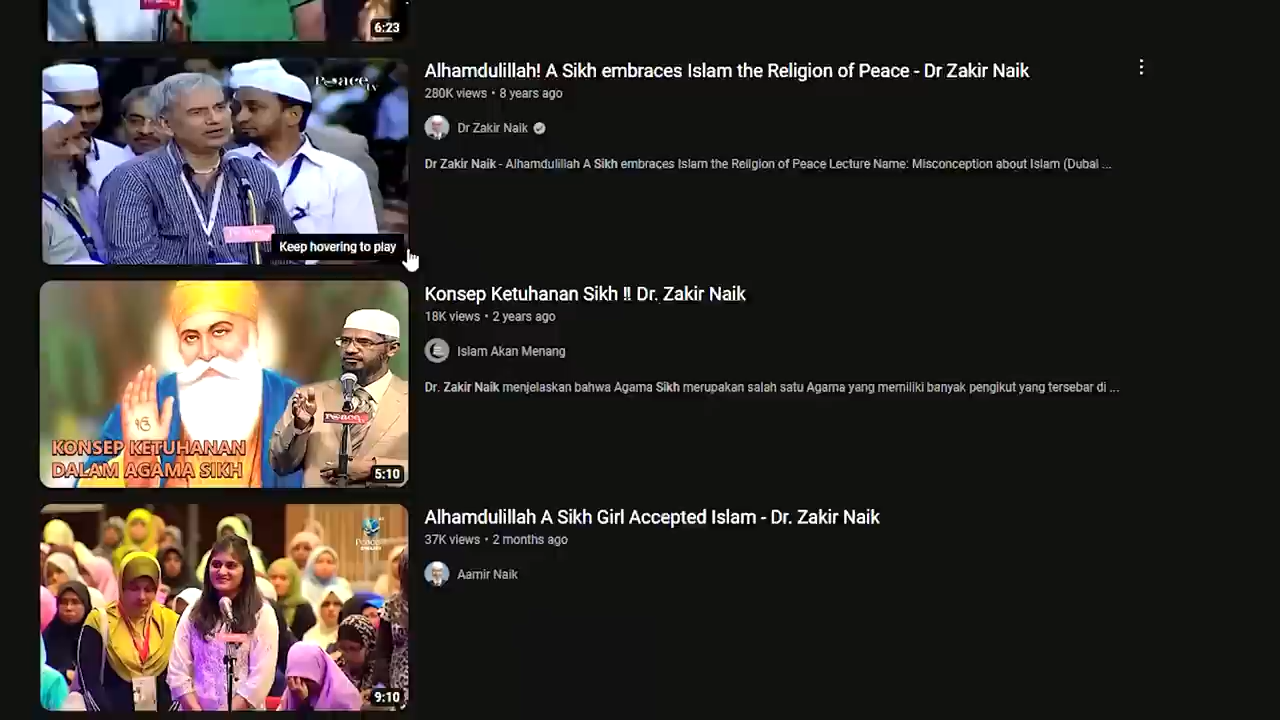 6:23
Peace tv
Keep hovering to play
Alhamdulillah! A Sikh embraces Islam the Religion of Peace - Dr Zakir Naik
280K views • 8 years ago
Dr Zakir Naik
Dr Zakir Naik - Alhamdulillah A Sikh embraces Islam the Religion of Peace Lecture Name: Misconception about Islam (Dubai ...
KONSEP KETUHANAN
DALAM AGAMA SIKH
Peace
5:10
Konsep Ketuhanan Sikh !! Dr. Zakir Naik
18K views • 2 years ago
Islam Akan Menang
Dr. Zakir Naik menjelaskan bahwa Agama Sikh merupakan salah satu Agama yang memiliki banyak pengikut yang tersebar di ...
Peace
9:10
Alhamdulillah A Sikh Girl Accepted Islam - Dr. Zakir Naik
37K views • 2 months ago
Aamir Naik